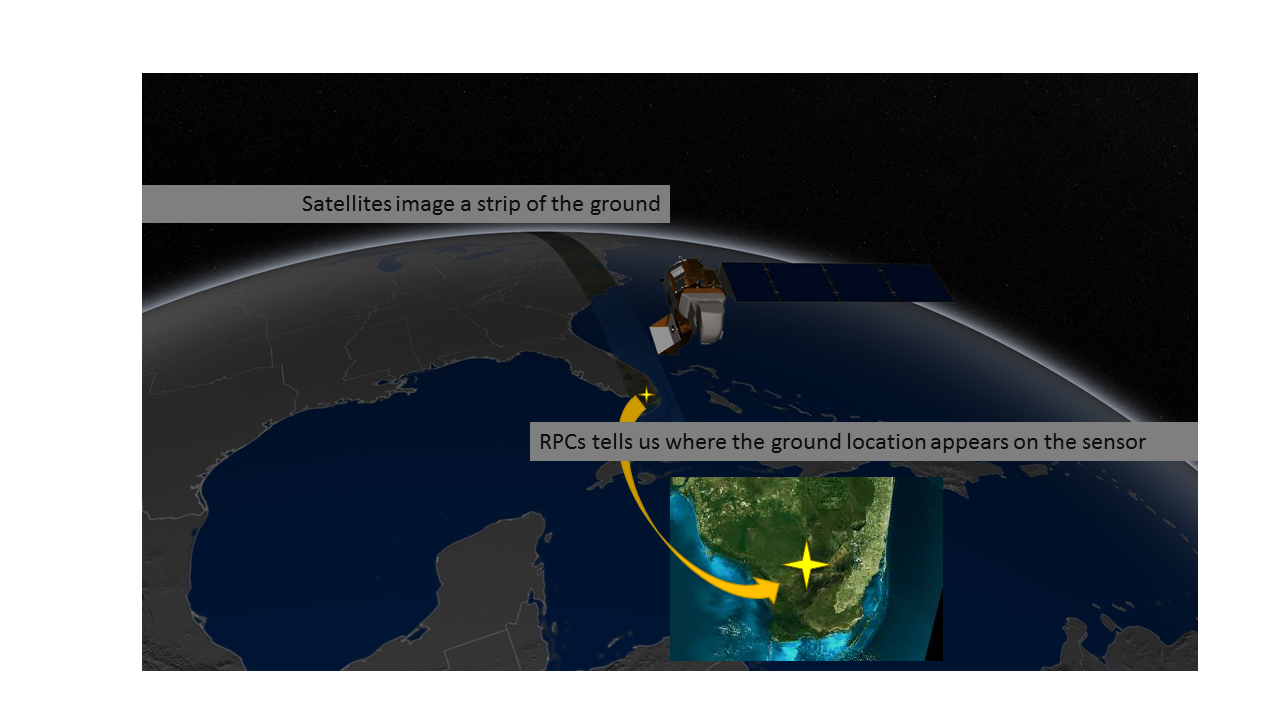 Satellites image a strip of the ground
RPCs tells us where the ground location appears on the sensor